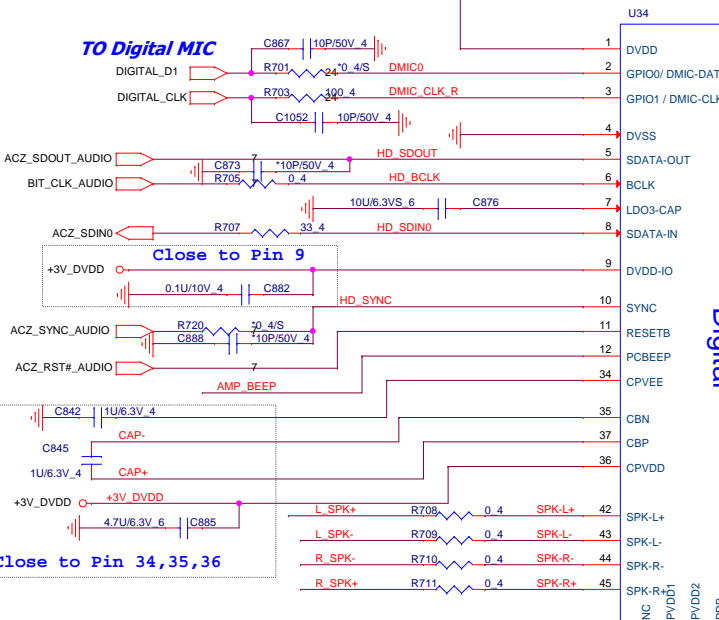 U34
TO Digital MIC
C867 10P/50V_4
1 DVDD
DIGITAL_D1 R701 24 *0_4/S DMIC0 2 GPIO0/ DMIC-DAT
DIGITAL_CLK R703 24 100_4 DMIC_CLK_R 3 GPIO1 / DMIC-CLK
C1052 10P/50V_4
4 DVSS
ACZ_SDOUT_AUDIO 7 HD_SDOUT 5 SDATA-OUT
C873 *10P/50V_4
BIT_CLK_AUDIO R705 7 0_4 HD_BCLK 6 BCLK
10U/6.3VS_6 C876 7 LDO3-CAP
ACZ_SDIN0 R707 33_4 HD_SDIN0 8 SDATA-IN
Close to Pin 9
+3V_DVDD 9 DVDD-IO
0.1U/10V_4 C882
HD_SYNC 10 SYNC
ACZ_SYNC_AUDIO R720 7 *0_4/S
11 RESETB
C888 *10P/50V_4
ACZ_RST#_AUDIO 7
12 PCBEEP
AMP_BEEP
34 CPVEE
Digital
C842 1U/6.3V_4
35 CBN
CAP-
37 CBP
C845
1U/6.3V_4 CAP+
36 CPVDD
+3V_DVDD +3V_DVDD
4.7U/6.3V_6 C885
L_SPK+ R708 0_4 SPK-L+ 42 SPK-L+
L_SPK- R709 0_4 SPK-L- 43 SPK-L-
Close to Pin 34,35,36
R_SPK- R710 0_4 SPK-R- 44 SPK-R-
R_SPK+ R711 0_4 SPK-R+ 45 SPK-R+
NC
PVDD1
PVDD2